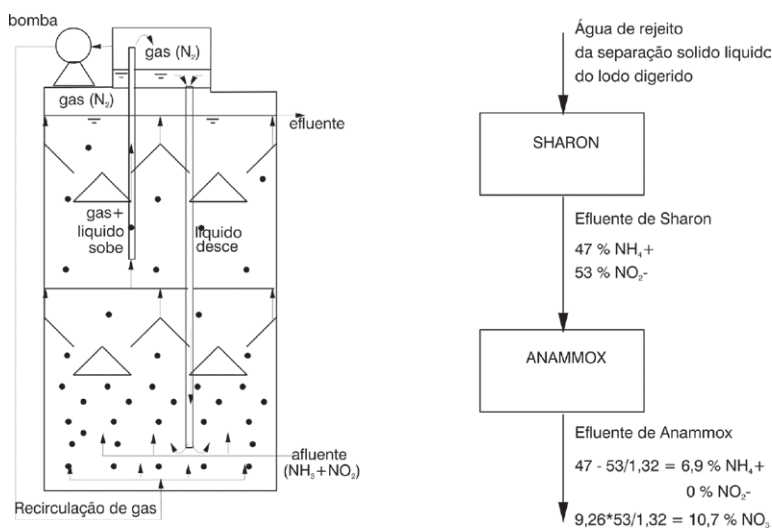 bomba
gas (N₂)
gas (N₂)
efluente
gas+
liquido
sobe
líquido
desce
afluente
(NH₃+NO₂)
Recirculação de gas
Água de rejeito
da separação solido liquido
do lodo digerido
SHARON
Efluente de Sharon
47 % NH₄+
53 % NO₂-
ANAMMOX
Efluente de Anammox
47 - 53/1,32 = 6,9 % NH₄+
0 % NO₂-
9,26*53/1,32 = 10,7 % NO₃